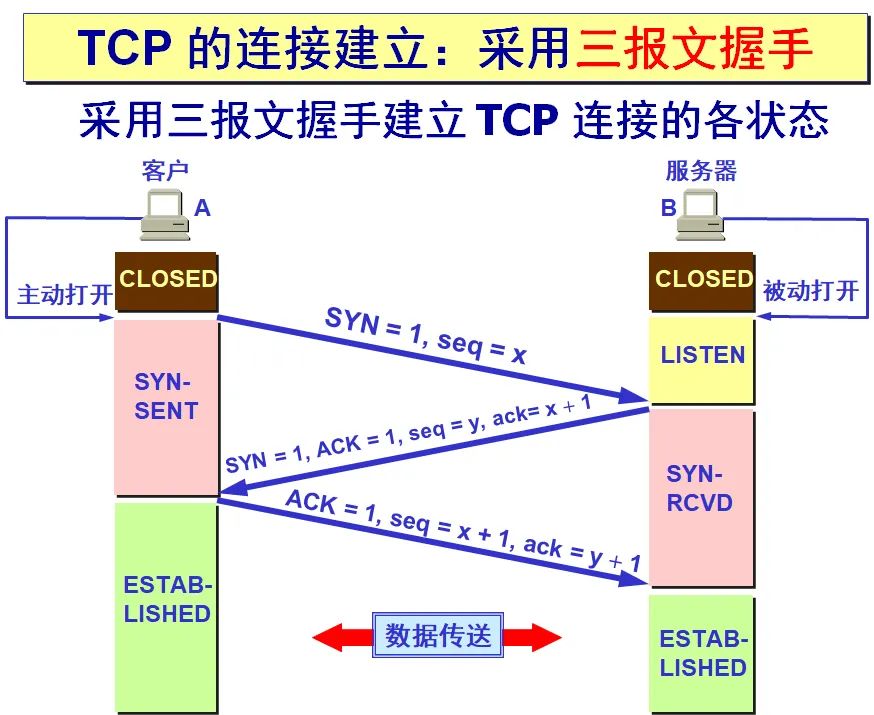 TCP 的连接建立：采用三报文握手
采用三报文握手建立 TCP 连接的各状态
客户
服务器
A
B
CLOSED
CLOSED
主动打开
被动打开
SYN = 1, seq = x
LISTEN
SYN-
SENT
SYN = 1, ACK = 1, seq = y, ack= x + 1
SYN-
RCVD
ACK = 1, seq = x + 1, ack = y + 1
ESTAB-
LISHED
数据传送
ESTAB-
LISHED